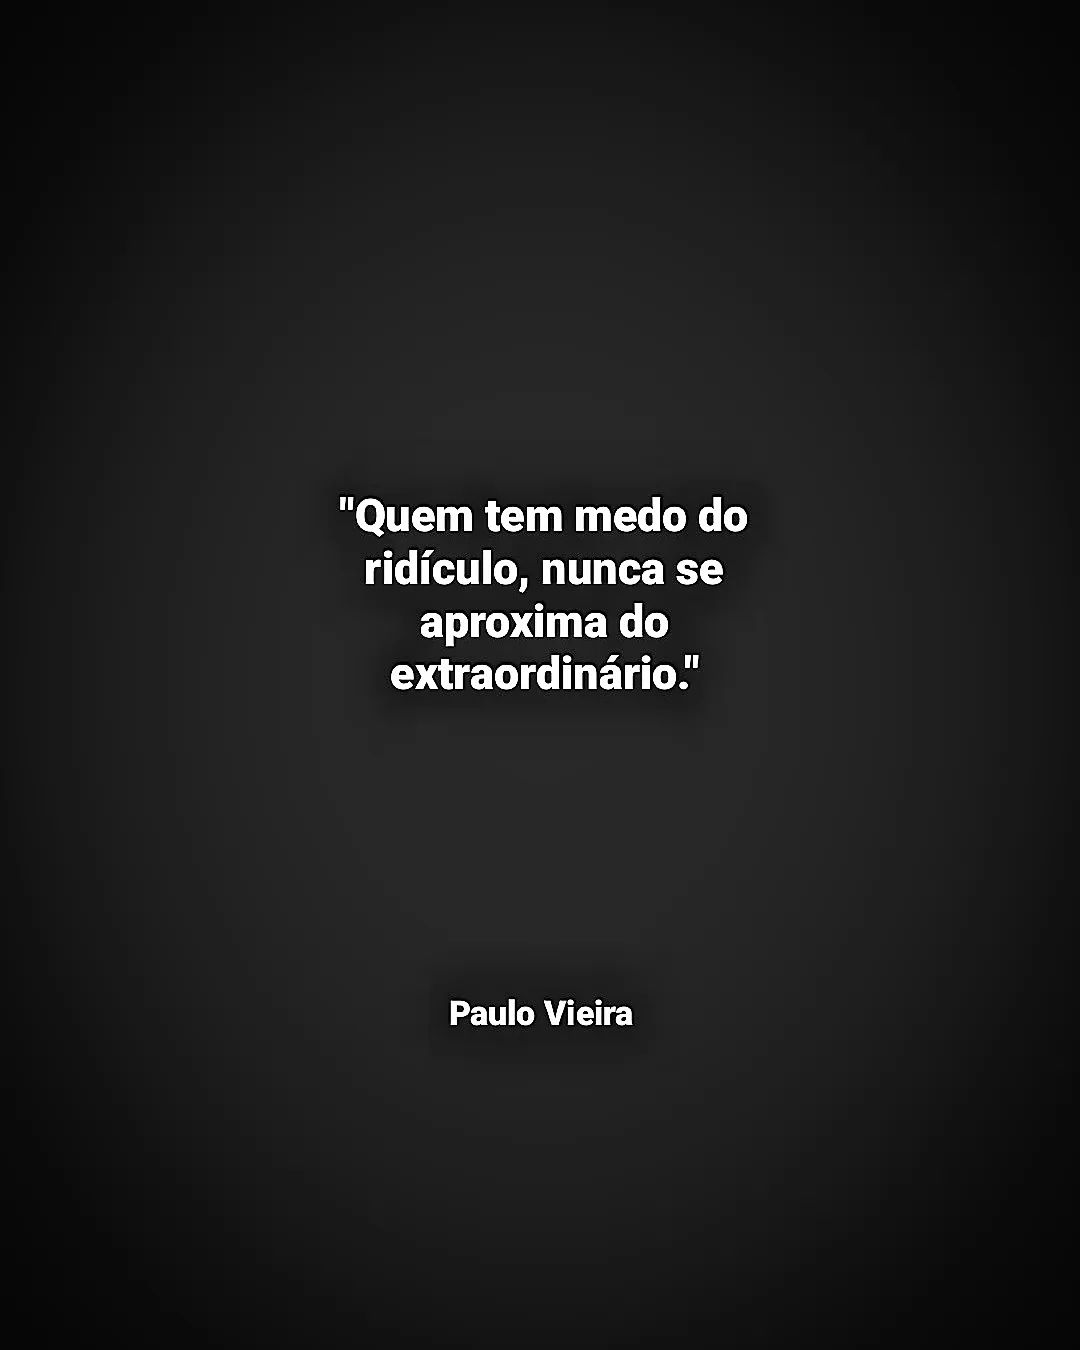 "Quem tem medo do
ridículo, nunca se
aproxima do
extraordinário."
Paulo Vieira